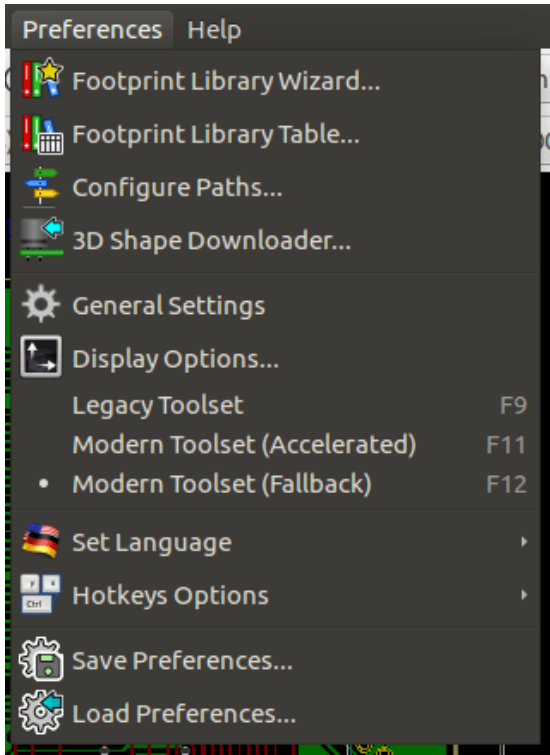 Preferences Help
Footprint Library Wizard...
Footprint Library Table...
Configure Paths...
3D Shape Downloader...
General Settings
Display Options...
Legacy Toolset F9
Modern Toolset (Accelerated) F11
Modern Toolset (Fallback) F12
Set Language
Hotkeys Options
Ctrl
Save Preferences...
Load Preferences...